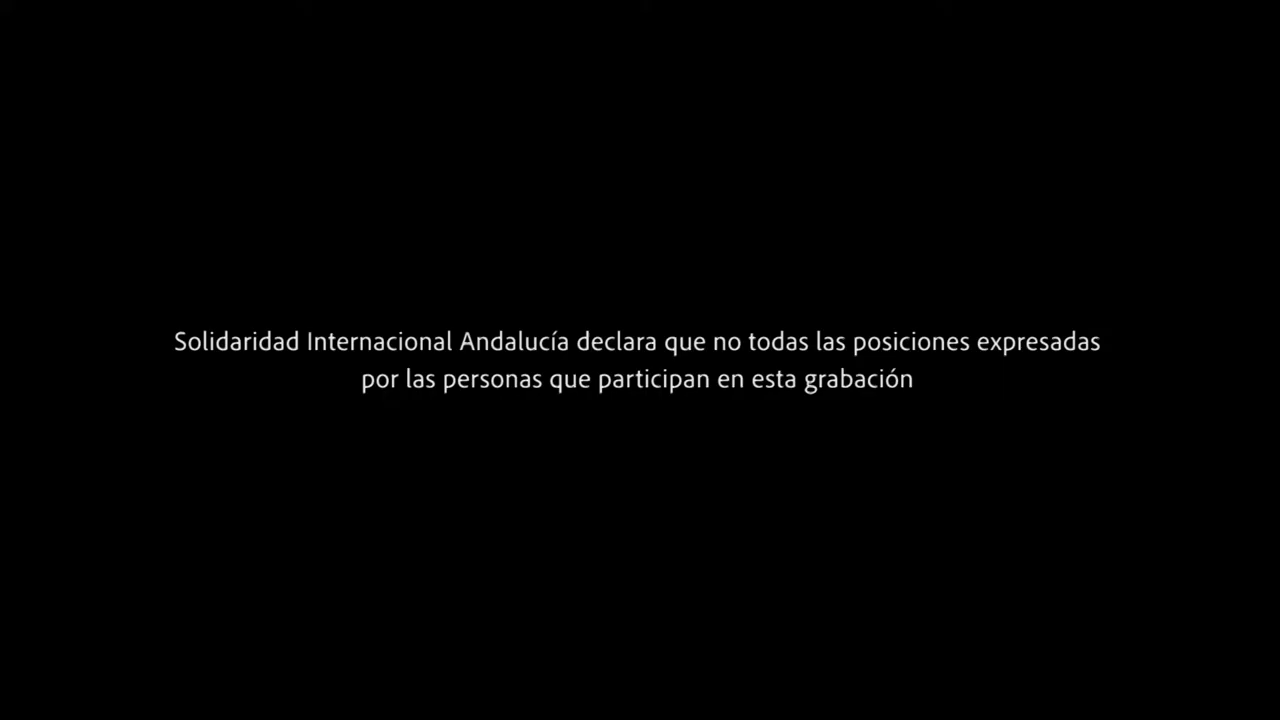 Solidaridad Internacional Andalucía declara que no todas las posiciones expresadas
por las personas que participan en esta grabación